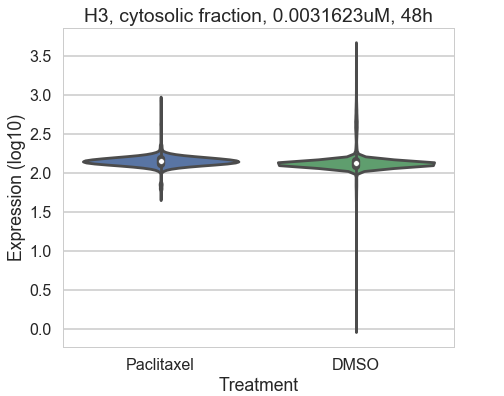 H3, cytosolic fraction, 0.0031623uM, 48h
Expression (log10)
3.5
3.0
2.5
2.0
1.5
1.0
0.5
0.0
Paclitaxel DMSO
Treatment